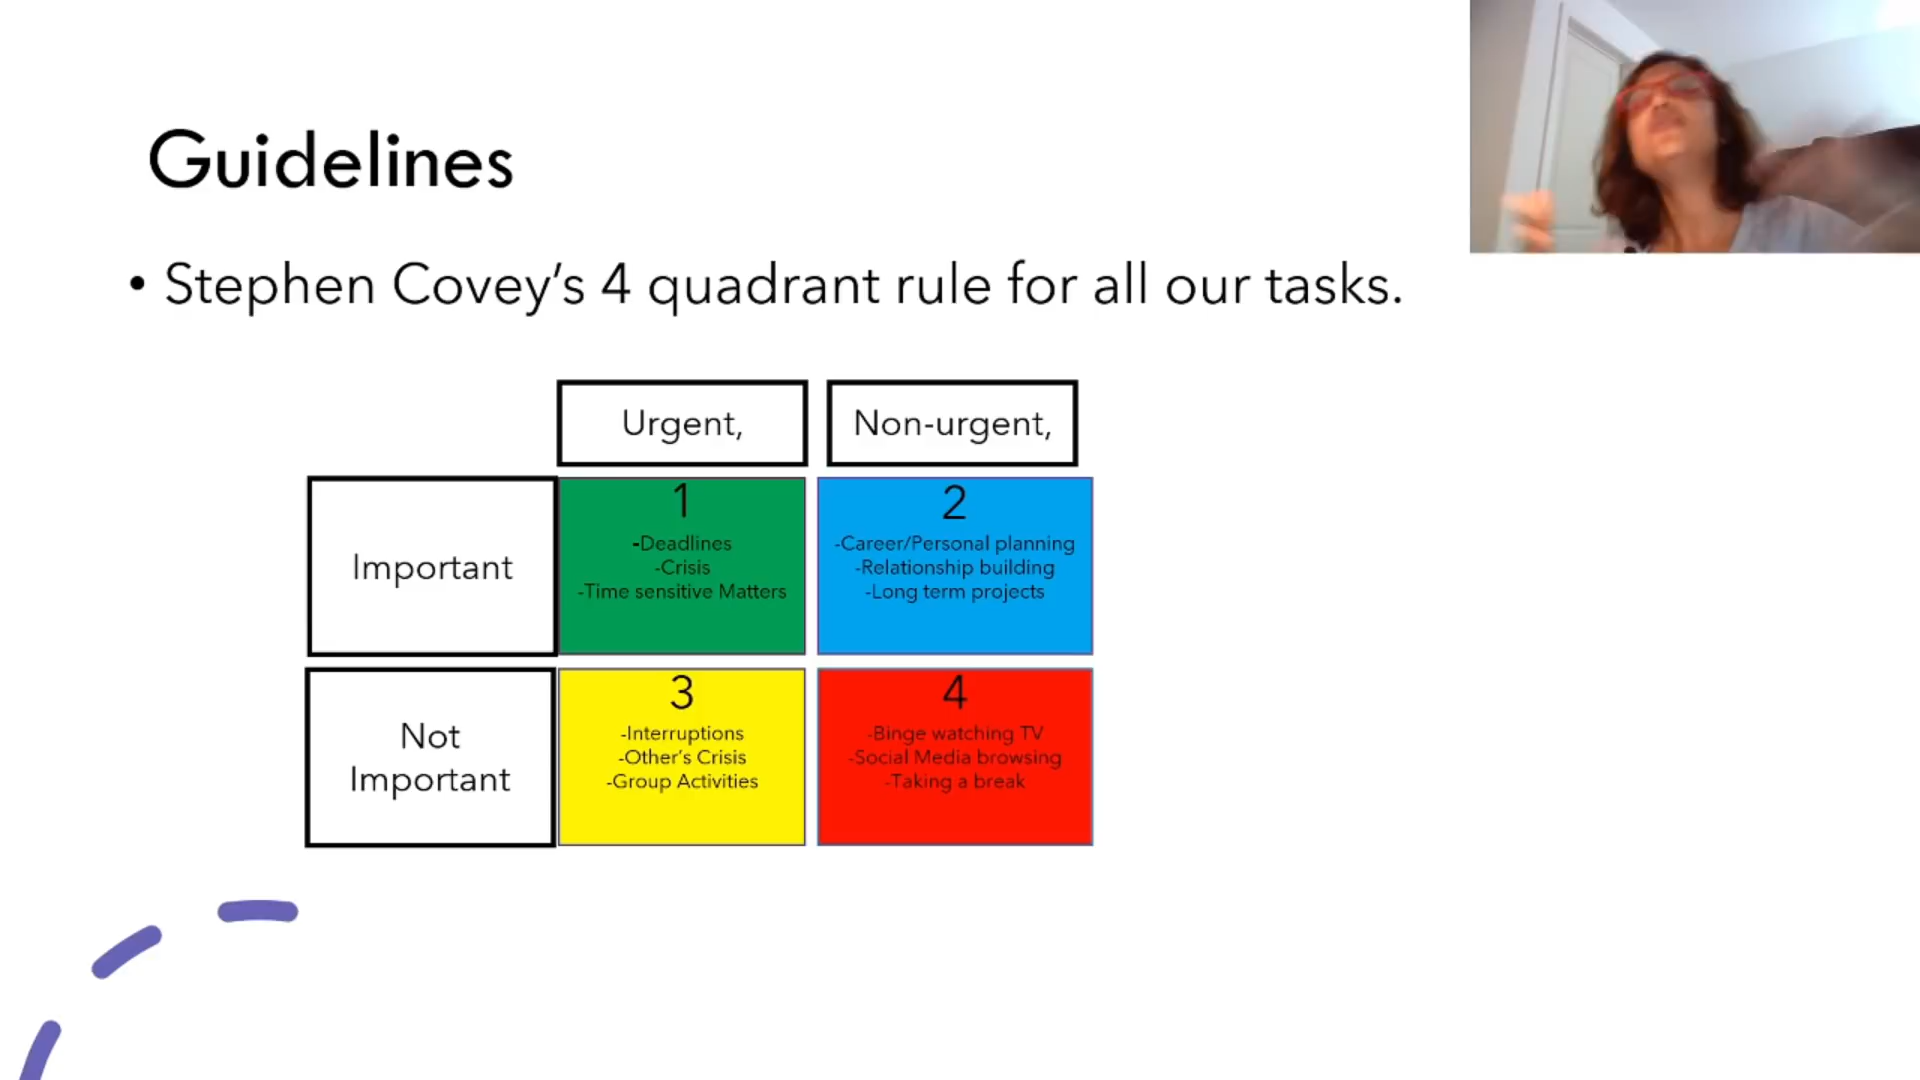 Guidelines
• Stephen Covey’s 4 quadrant rule for all our tasks.
Urgent,
Non-urgent,
Important
1
-Deadlines
-Crisis
-Time sensitive Matters
2
-Career/Personal planning
-Relationship building
-Long term projects
Not
Important
3
-Interruptions
-Other’s Crisis
-Group Activities
4
-Binge watching TV
-Social Media browsing
-Taking a break